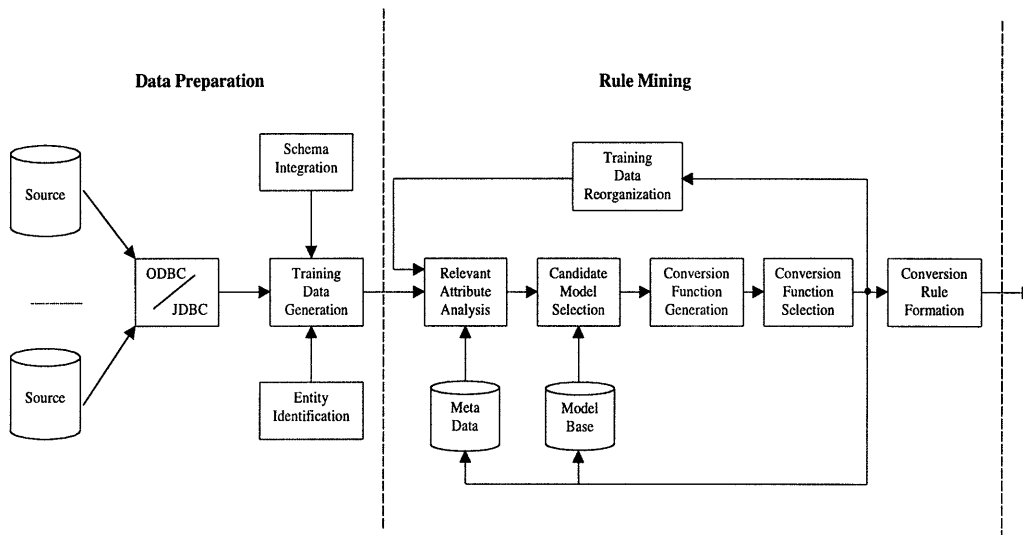 Data Preparation
Rule Mining
Source
Source
ODBC
JDBC
Schema
Integration
Training
Data
Generation
Entity
Identification
Training
Data
Reorganization
Relevant
Attribute
Analysis
Candidate
Model
Selection
Conversion
Function
Generation
Conversion
Function
Selection
Conversion
Rule
Formation
Meta
Data
Model
Base